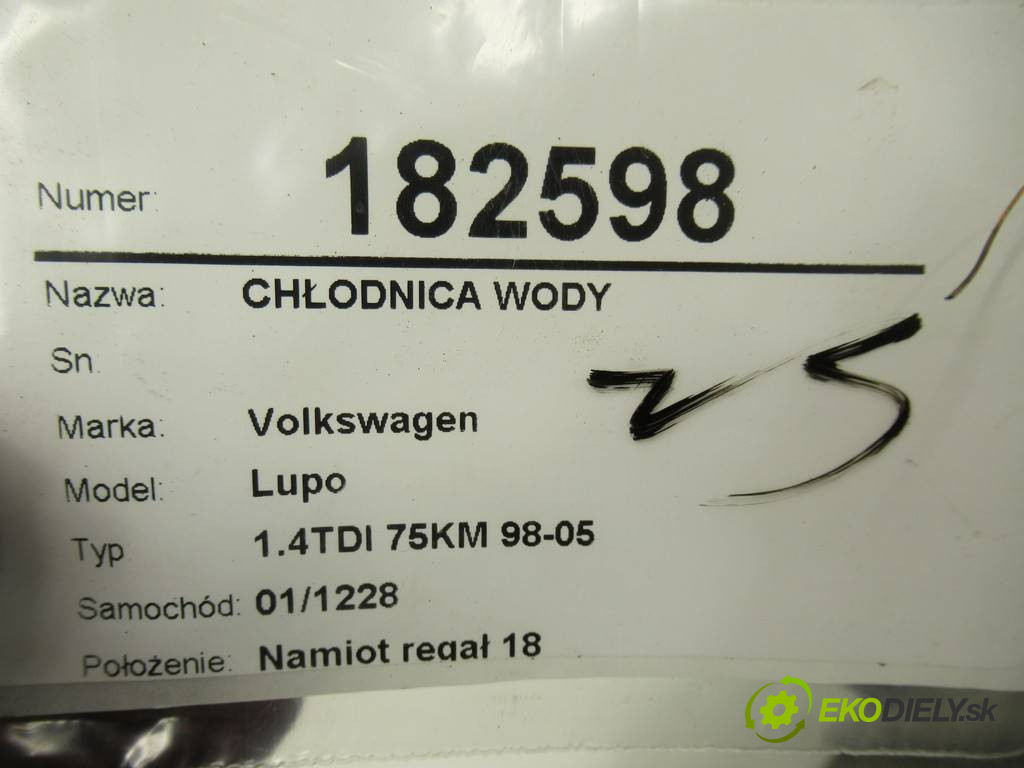 Numer: 182598
Nazwa: CHŁODNICA WODY
Sn.
Marka: Volkswagen
Model: Lupo
Typ 1.4TDI 75KM 98-05
Samochód: 01/1228
Położenie: Namiot regał 18
25
EKODIELY.sk